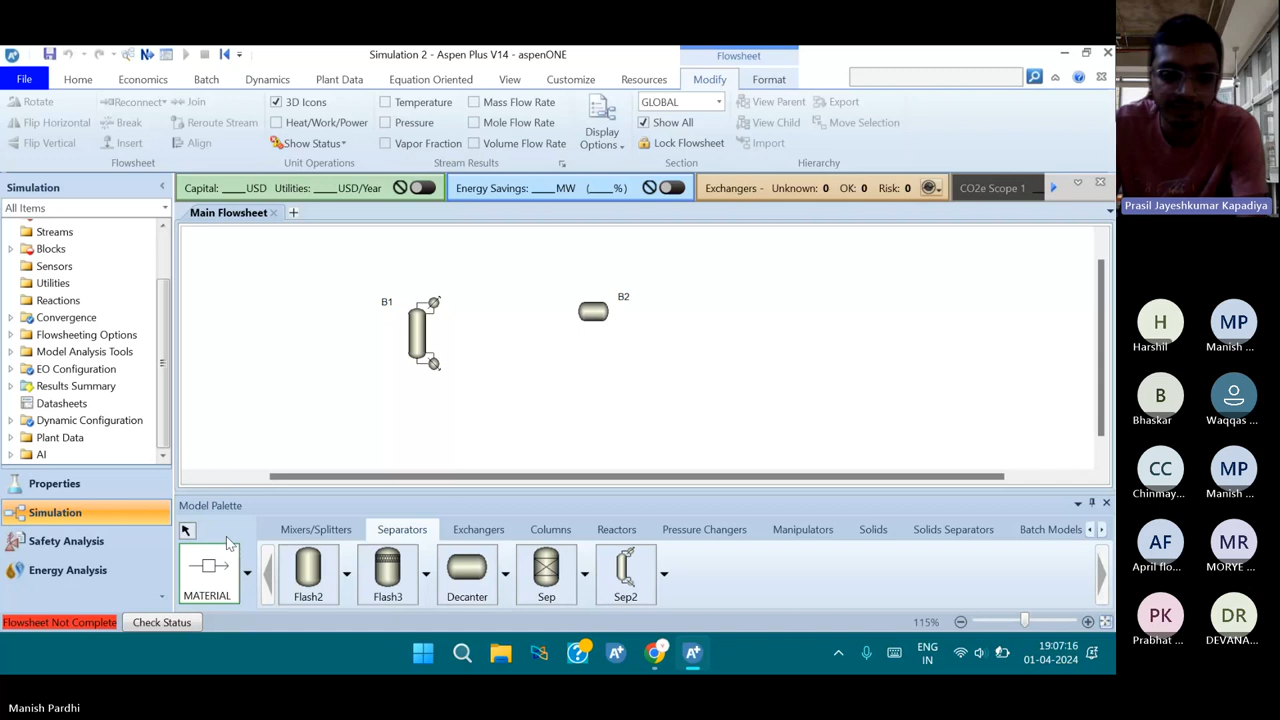 Simulation 2 - Aspen Plus V14 - aspenONE
Flowsheet
File Home Economics Batch Dynamics Plant Data Equation Oriented View Customize Resources Modify Format
Rotate Reconnect Join 3D Icons Temperature Mass Flow Rate GLOBAL View Parent Export
Flip Horizontal Break Reroute Stream Heat/Work/Power Pressure Mole Flow Rate Display Options Show All View Child Move Selection
Flip Vertical Insert Align Show Status Vapor Fraction Volume Flow Rate Lock Flowsheet Import
Flowsheet Unit Operations Stream Results Section Hierarchy
Simulation
Capital: ____USD Utilities: ____USD/Year Energy Savings: ____MW (____%) Exchangers - Unknown: 0 OK: 0 Risk: 0 CO2e Scope 1
All Items
Main Flowsheet
Streams
Blocks
Sensors
Utilities
Reactions
Convergence
Flowsheeting Options
Model Analysis Tools
EO Configuration
Results Summary
Datasheets
Dynamic Configuration
Plant Data
AI
B1
B2
Properties
Simulation
Safety Analysis
Energy Analysis
Model Palette
Mixers/Splitters Separators Exchangers Columns Reactors Pressure Changers Manipulators Solids Solids Separators Batch Models
MATERIAL Flash2 Flash3 Decanter Sep Sep2
Flowsheet Not Complete Check Status 115%
ENG
IN
19:07:16
01-04-2024
Prasil Jayeshkumar Kapadiya
H
Harshil
MP
Manish ...
B
Bhaskar
Waqqas ...
CC
Chinmay...
MP
Manish ...
AF
April flo...
MR
MORYE ...
PK
Prabhat ...
DR
DEVANA...
Manish Pardhi